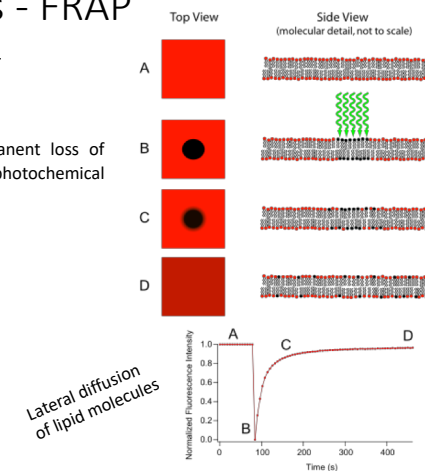 s - FRAP
Top View
Side View
(molecular detail, not to scale)
A
B
anent loss of
photochemical
C
D
Lateral diffusion
of lipid molecules
Normalized Fluorescence Intensity
1.0
0.8
0.6
0.4
0.2
0.0
A
B
C
D
0
100
200
300
400
Time (s)